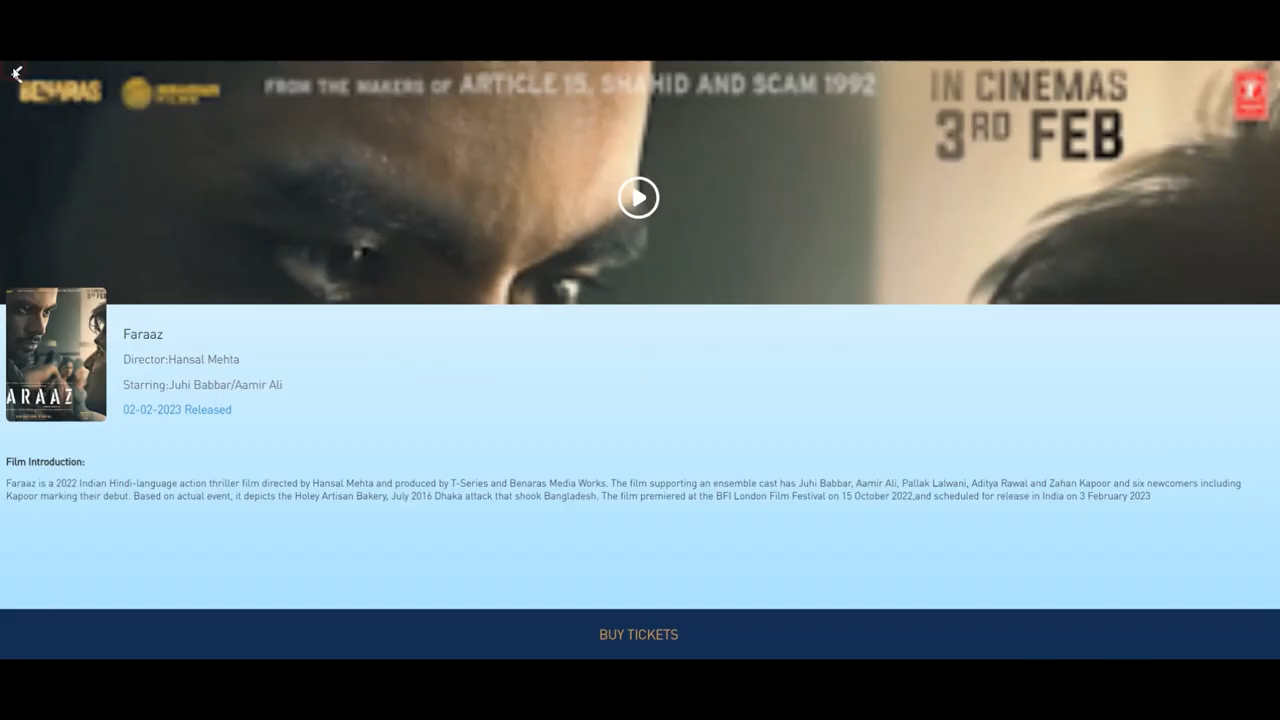 BENARAS
FROM THE MAKERS OF ARTICLE 15, SHAHID AND SCAM 1992
IN CINEMAS
3RD FEB
3RD FEB
ARAAZ
Faraaz
Director:Hansal Mehta
Starring:Juhi Babbar/Aamir Ali
02-02-2023 Released
Film Introduction:
Faraaz is a 2022 Indian Hindi-language action thriller film directed by Hansal Mehta and produced by T-Series and Benaras Media Works. The film supporting an ensemble cast has Juhi Babbar, Aamir Ali, Pallak Lalwani, Aditya Rawal and Zahan Kapoor and six newcomers including
Kapoor marking their debut. Based on actual event, it depicts the Holey Artisan Bakery, July 2016 Dhaka attack that shook Bangladesh. The film premiered at the BFI London Film Festival on 15 October 2022,and scheduled for release in India on 3 February 2023
BUY TICKETS